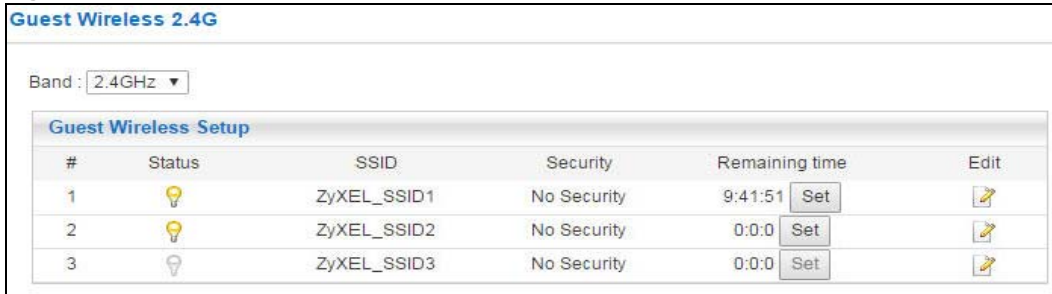 Guest Wireless 2.4G
Band : 2.4GHz
Guest Wireless Setup
# Status SSID Security Remaining time Edit
1 ZyXEL_SSID1 No Security 9:41:51 Set
2 ZyXEL_SSID2 No Security 0:0:0 Set
3 ZyXEL_SSID3 No Security 0:0:0 Set